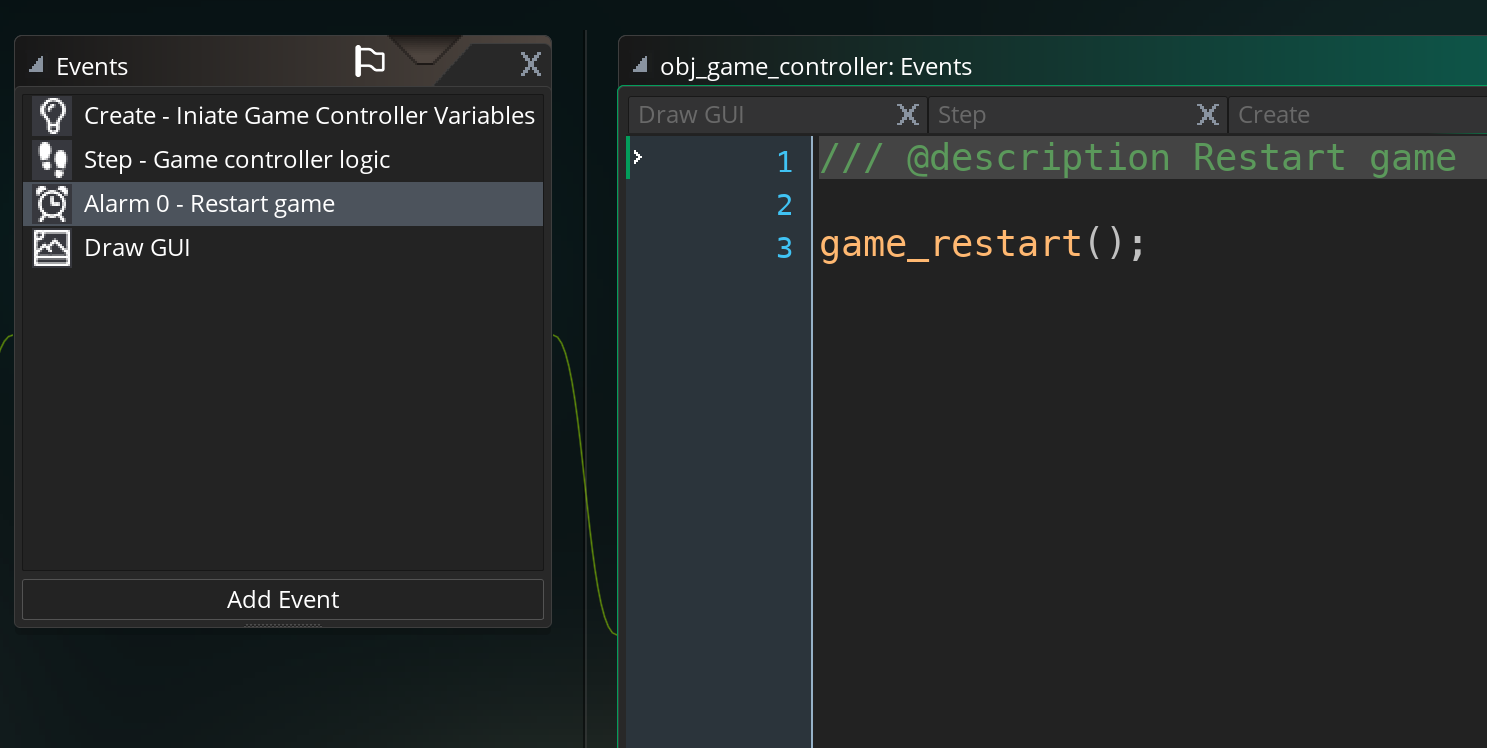 Events
Create - Iniate Game Controller Variables
Step - Game controller logic
Alarm 0 - Restart game
Draw GUI
Add Event
obj_game_controller: Events
Draw GUI Step Create
1 /// @description Restart game
2
3 game_restart();